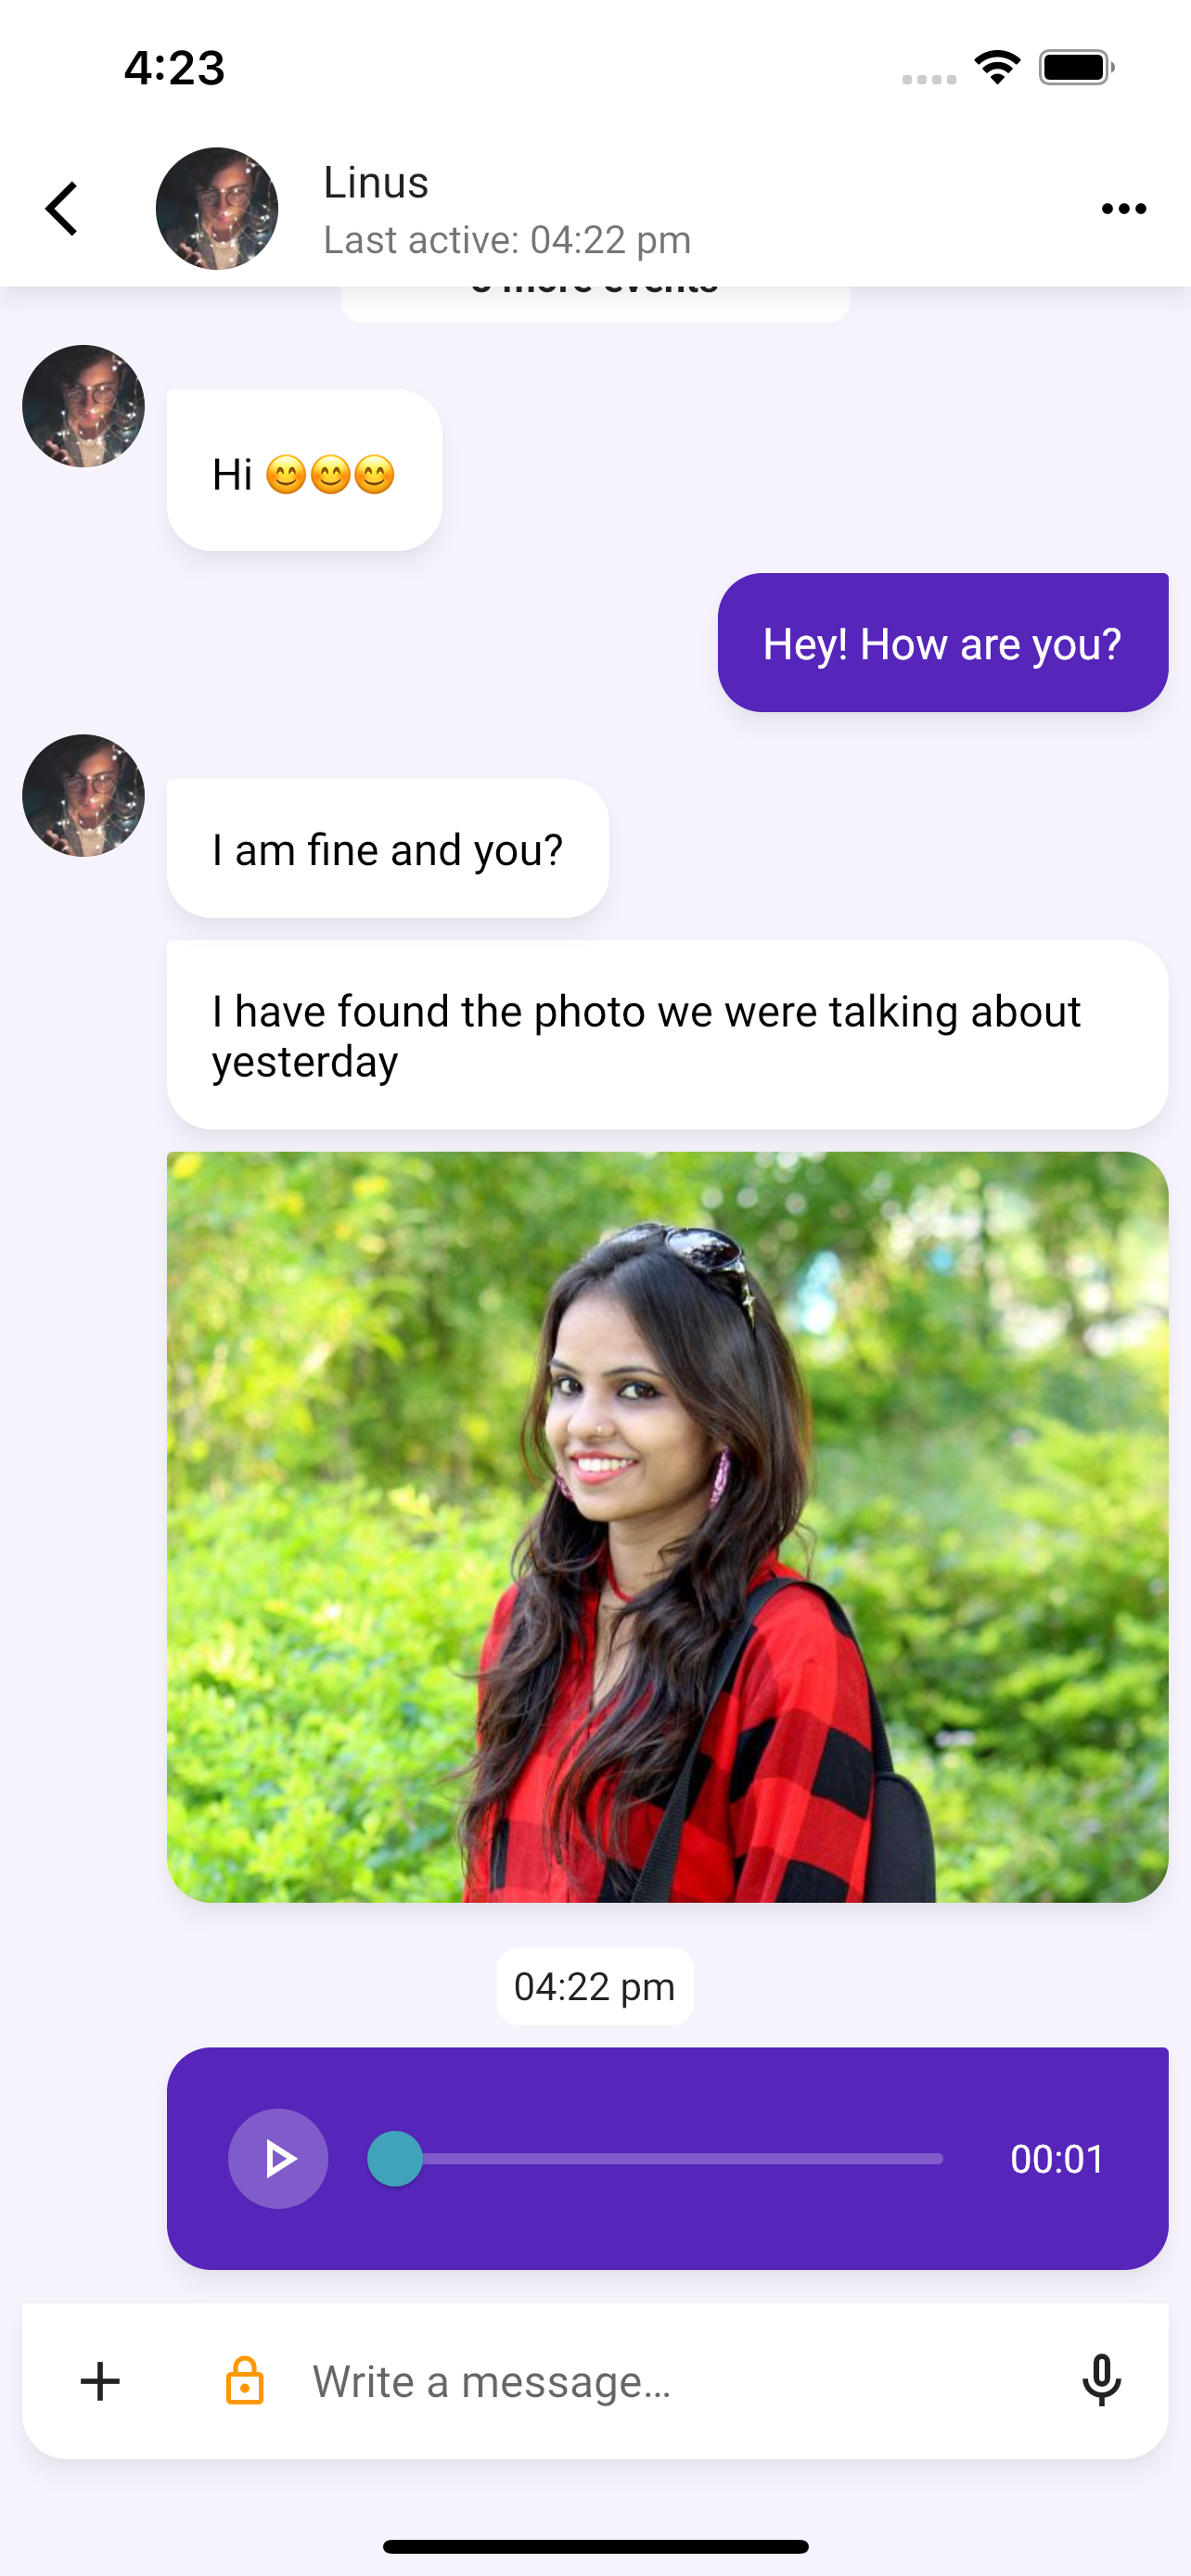 4:23
Linus
Last active: 04:22 pm
more events
Hi 😊😊😊
Hey! How are you?
I am fine and you?
I have found the photo we were talking about
yesterday
04:22 pm
00:01
Write a message…